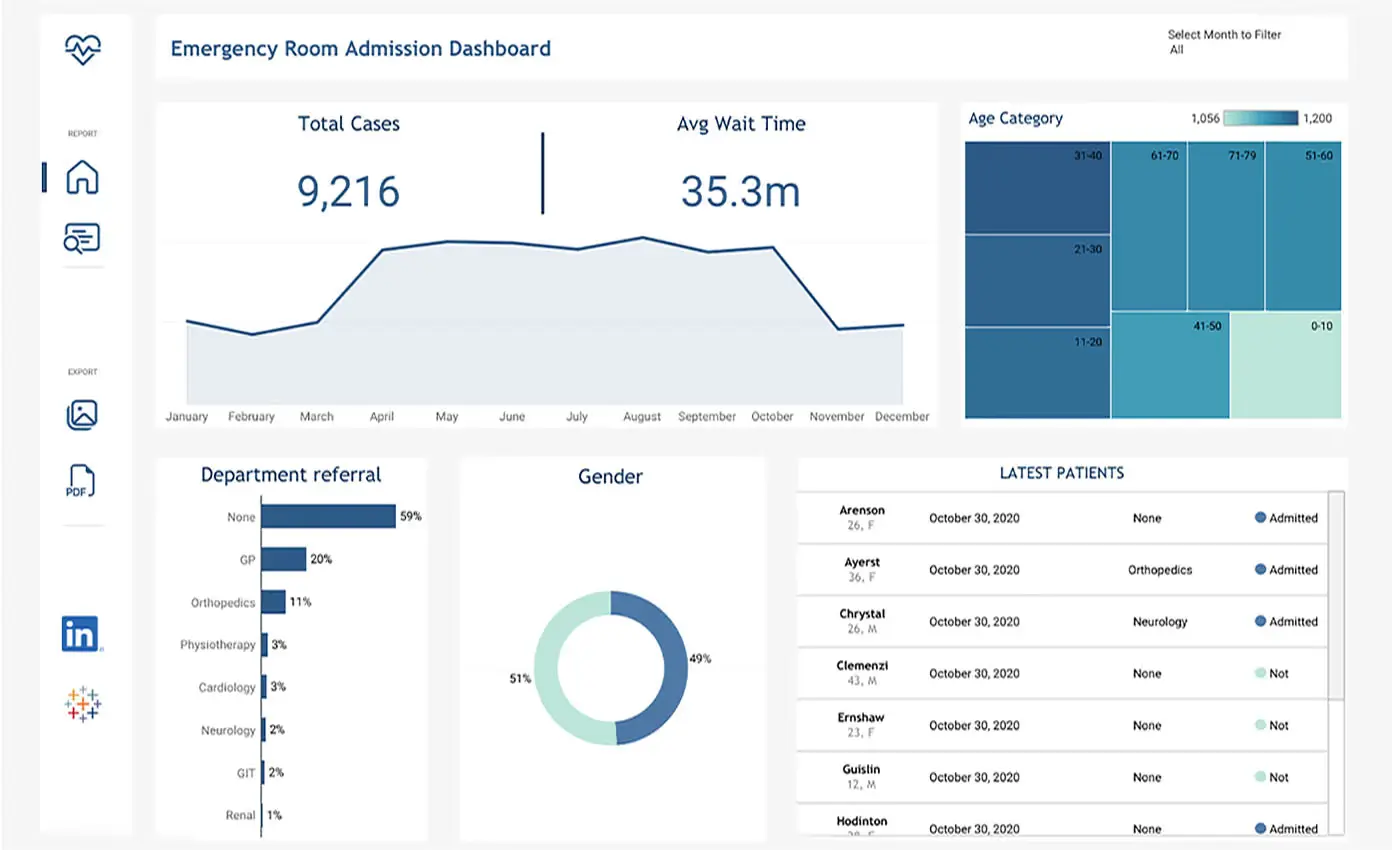 Emergency Room Admission Dashboard
Select Month to Filter
All
REPORT
EXPORT
PDF
in
Total Cases
9,216
Avg Wait Time
35.3m
January February March April May June July August September October November December
Age Category
1,056 1,200
31-40
61-70
71-79
51-60
21-30
11-20
41-50
0-10
Department referral
None 59%
GP 20%
Orthopedics 11%
Physiotherapy 3%
Cardiology 3%
Neurology 2%
GIT 2%
Renal 1%
Gender
49%
51%
LATEST PATIENTS
Arenson October 30, 2020 None Admitted
26, F
Ayerst October 30, 2020 Orthopedics Admitted
36, F
Chrystal October 30, 2020 Neurology Admitted
26, M
Clemenzi October 30, 2020 None Not
43, M
Ernshaw October 30, 2020 None Not
23, F
Guislin October 30, 2020 None Not
12, M
Hodinton October 30, 2020 None Admitted